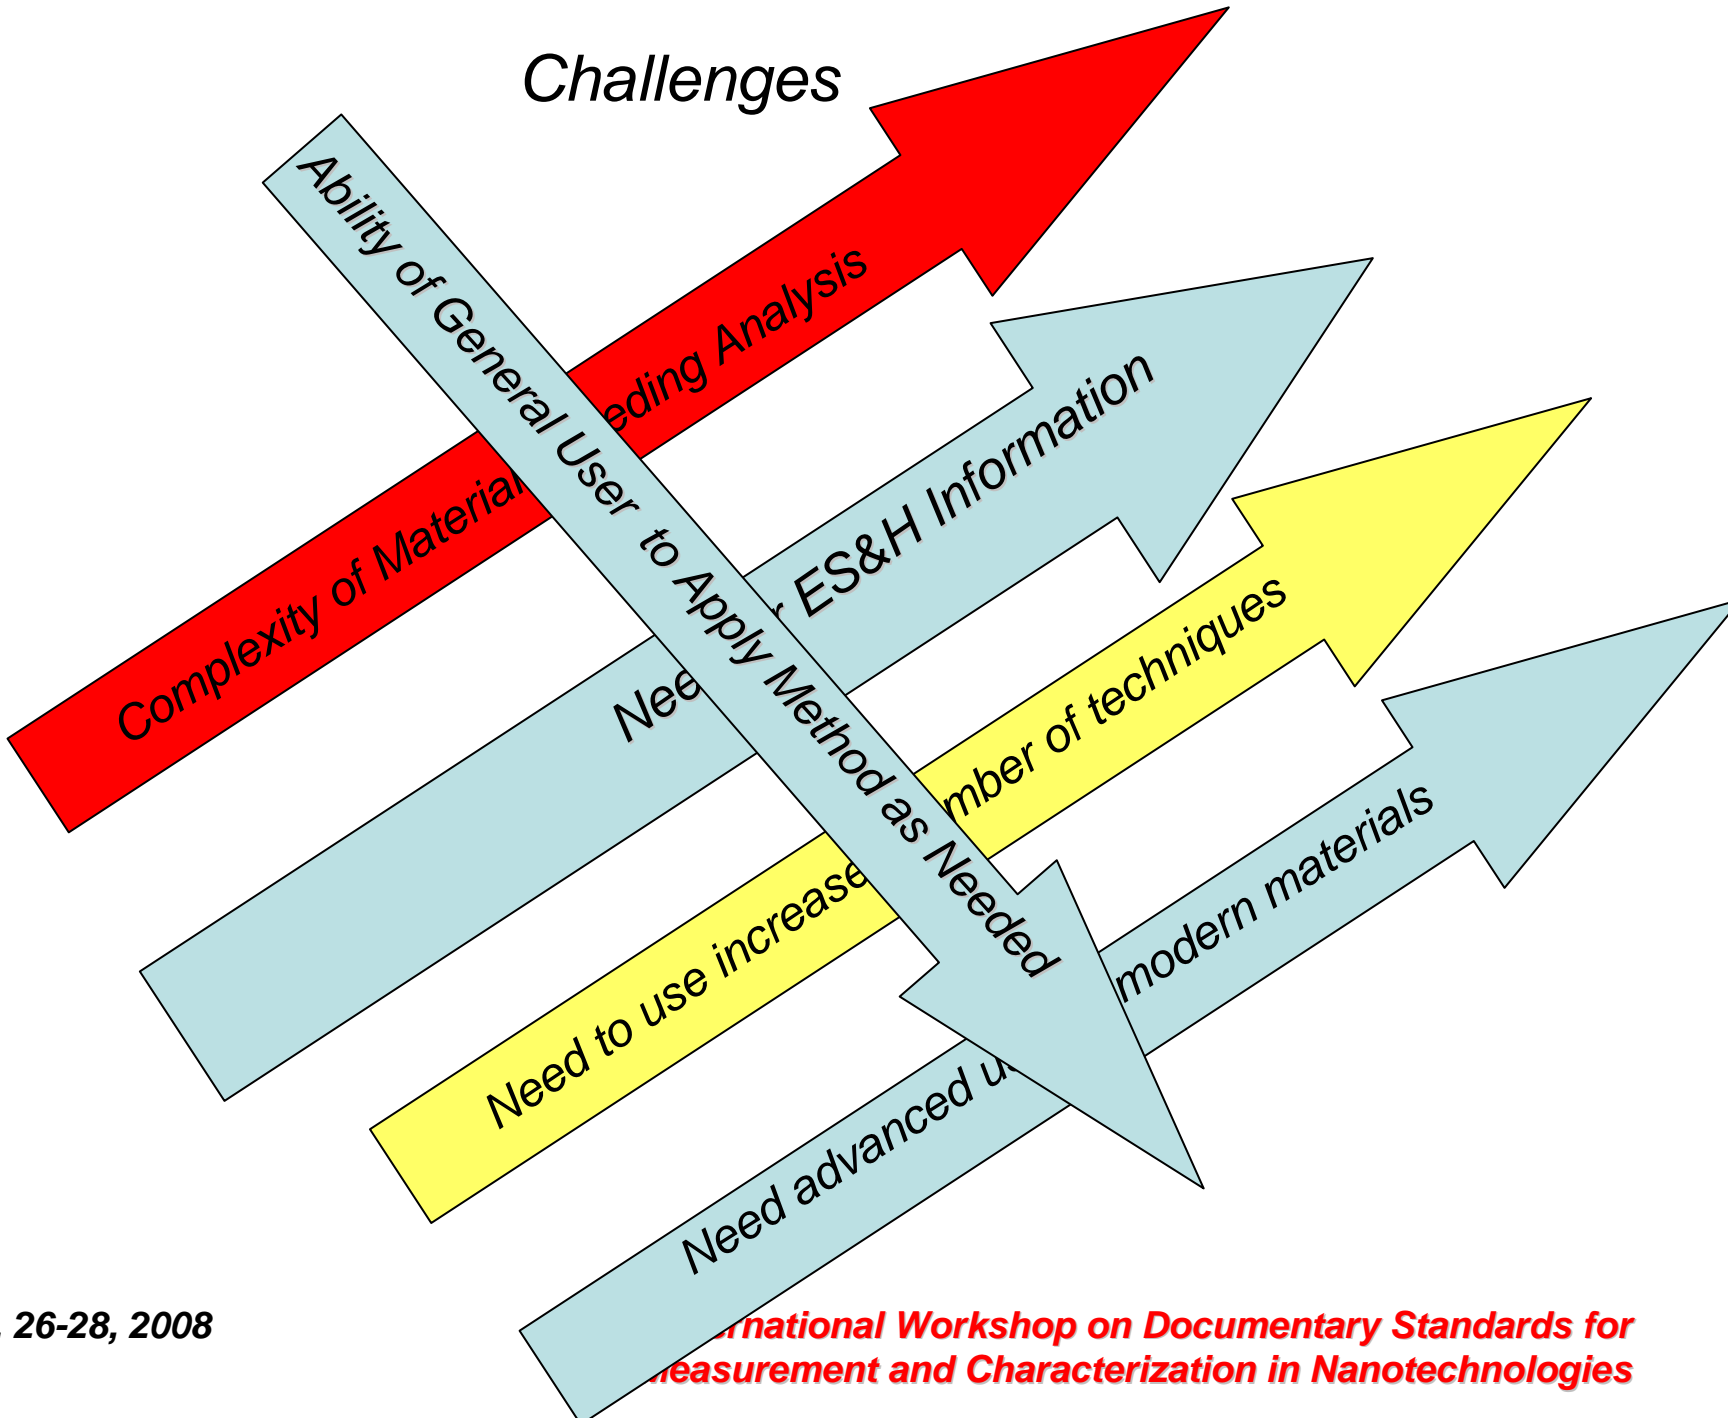 Challenges
Ability of General User to Apply Method as Needed
Complexity of Material eding Analysis
Nee ES&H Information
Need to use increase mber of techniques
Need advanced u modern materials
26-28, 2008
rnational Workshop on Documentary Standards for
easurement and Characterization in Nanotechnologies